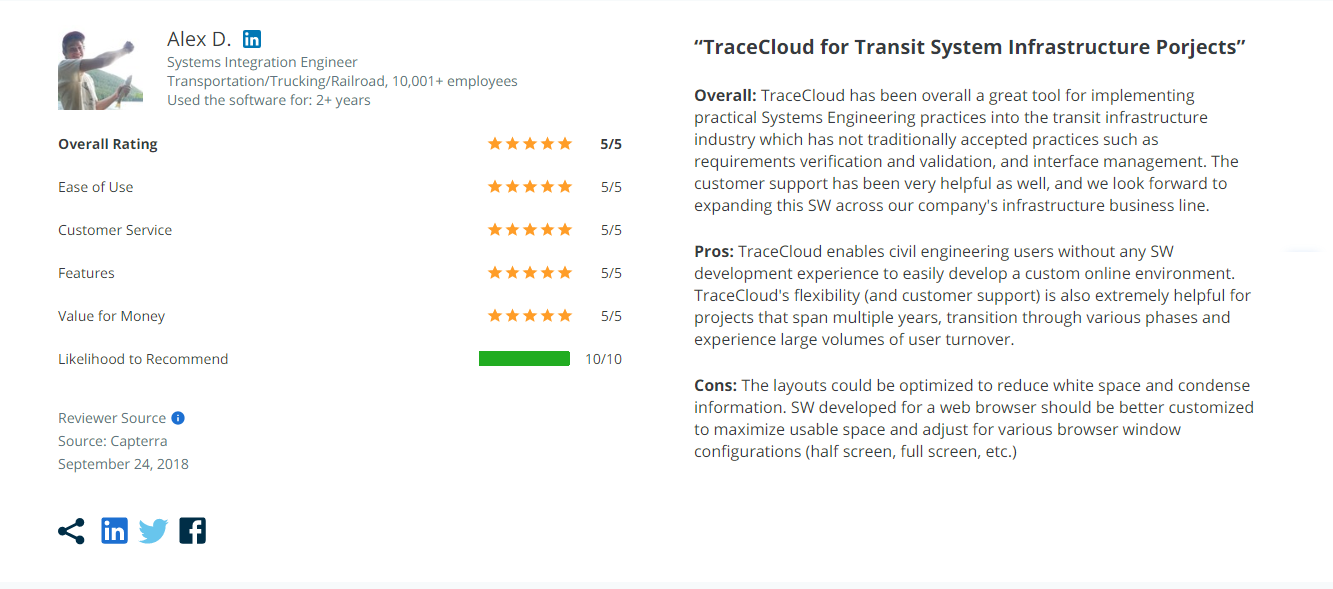 Alex D.
Systems Integration Engineer
Transportation/Trucking/Railroad, 10,001+ employees
Used the software for: 2+ years
Overall Rating 5/5
Ease of Use 5/5
Customer Service 5/5
Features 5/5
Value for Money 5/5
Likelihood to Recommend 10/10
Reviewer Source
Source: Capterra
September 24, 2018
“TraceCloud for Transit System Infrastructure Porjects”
Overall: TraceCloud has been overall a great tool for implementing
practical Systems Engineering practices into the transit infrastructure
industry which has not traditionally accepted practices such as
requirements verification and validation, and interface management. The
customer support has been very helpful as well, and we look forward to
expanding this SW across our company's infrastructure business line.
Pros: TraceCloud enables civil engineering users without any SW
development experience to easily develop a custom online environment.
TraceCloud's flexibility (and customer support) is also extremely helpful for
projects that span multiple years, transition through various phases and
experience large volumes of user turnover.
Cons: The layouts could be optimized to reduce white space and condense
information. SW developed for a web browser should be better customized
to maximize usable space and adjust for various browser window
configurations (half screen, full screen, etc.)